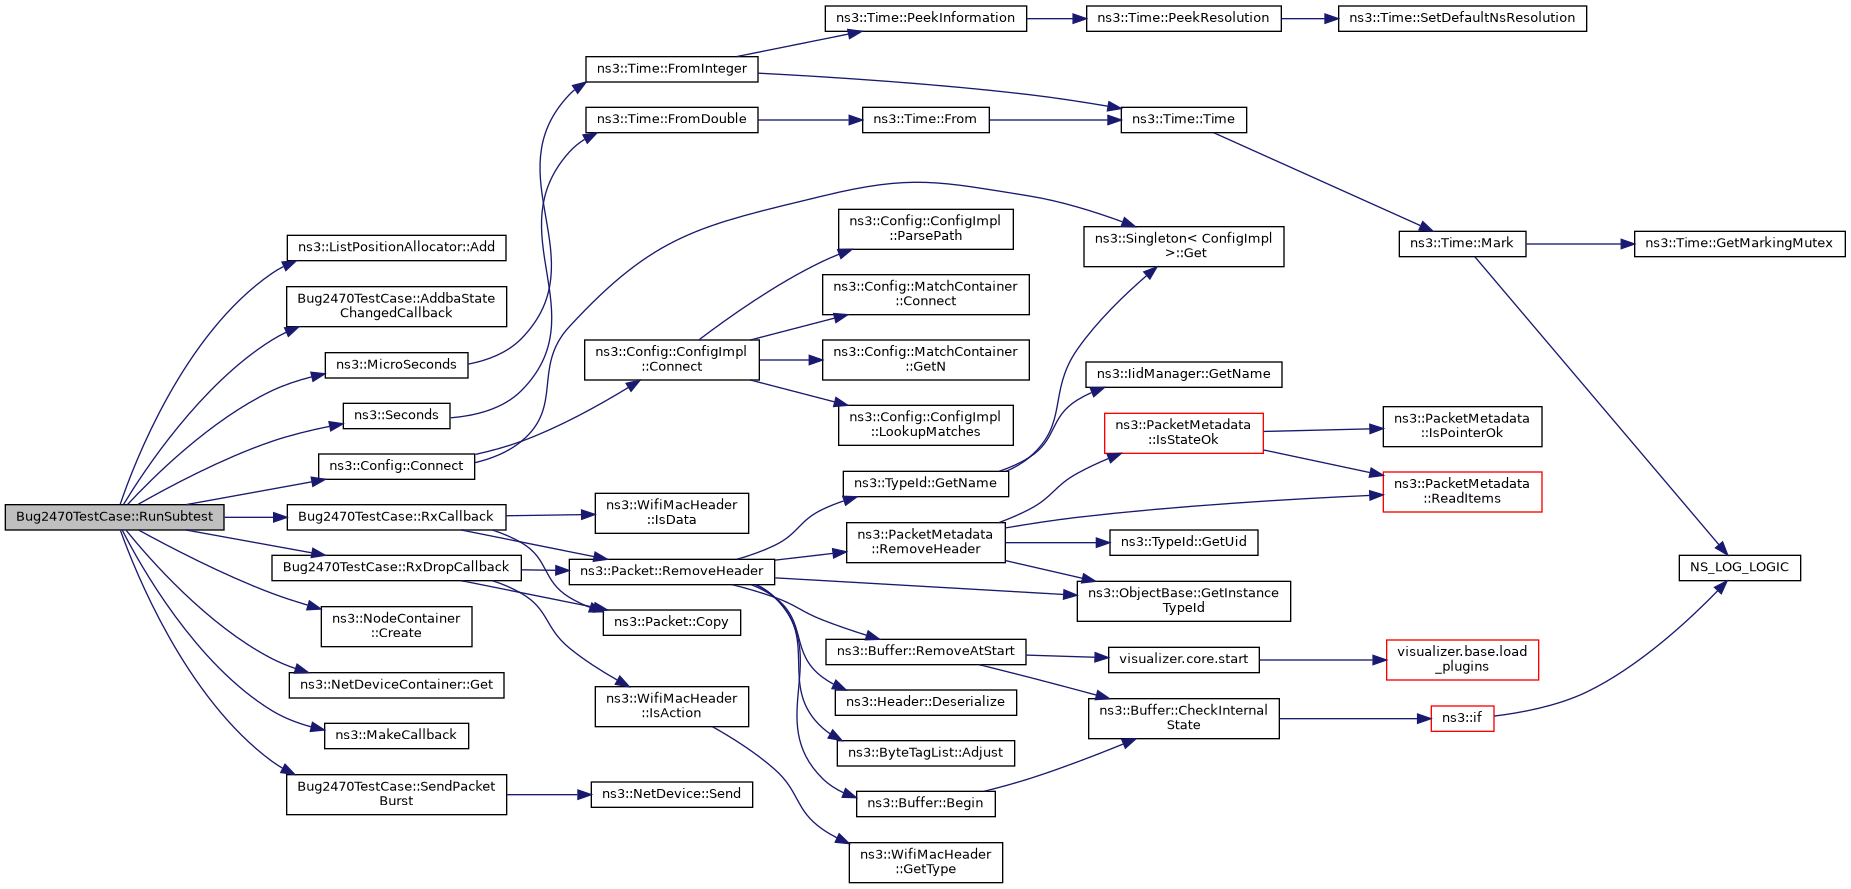 Bug2470TestCase::RunSubtest
ns3::ListPositionAllocator::Add
Bug2470TestCase::AddbaState
ChangedCallback
ns3::MicroSeconds
ns3::Seconds
ns3::Config::Connect
Bug2470TestCase::RxCallback
Bug2470TestCase::RxDropCallback
ns3::NodeContainer
::Create
ns3::NetDeviceContainer::Get
ns3::MakeCallback
Bug2470TestCase::SendPacket
Burst
ns3::Time::FromInteger
ns3::Time::FromDouble
ns3::Config::ConfigImpl
::Connect
ns3::WifiMacHeader
::IsData
ns3::Packet::RemoveHeader
ns3::Packet::Copy
ns3::WifiMacHeader
::IsAction
ns3::NetDevice::Send
ns3::Time::PeekInformation
ns3::Time::From
ns3::Config::ConfigImpl
::ParsePath
ns3::Config::MatchContainer
::Connect
ns3::Config::MatchContainer
::GetN
ns3::Config::ConfigImpl
::LookupMatches
ns3::TypeId::GetName
ns3::PacketMetadata
::RemoveHeader
ns3::Buffer::RemoveAtStart
ns3::Header::Deserialize
ns3::ByteTagList::Adjust
ns3::Buffer::Begin
ns3::WifiMacHeader
::GetType
ns3::Time::PeekResolution
ns3::Time::Time
ns3::Singleton< ConfigImpl
>::Get
ns3::IidManager::GetName
ns3::PacketMetadata
::IsStateOk
ns3::TypeId::GetUid
ns3::ObjectBase::GetInstance
TypeId
visualizer.core.start
ns3::Buffer::CheckInternal
State
ns3::Time::SetDefaultNsResolution
ns3::Time::Mark
ns3::PacketMetadata
::IsPointerOk
ns3::PacketMetadata
::ReadItems
visualizer.base.load
_plugins
ns3::if
ns3::Time::GetMarkingMutex
NS_LOG_LOGIC